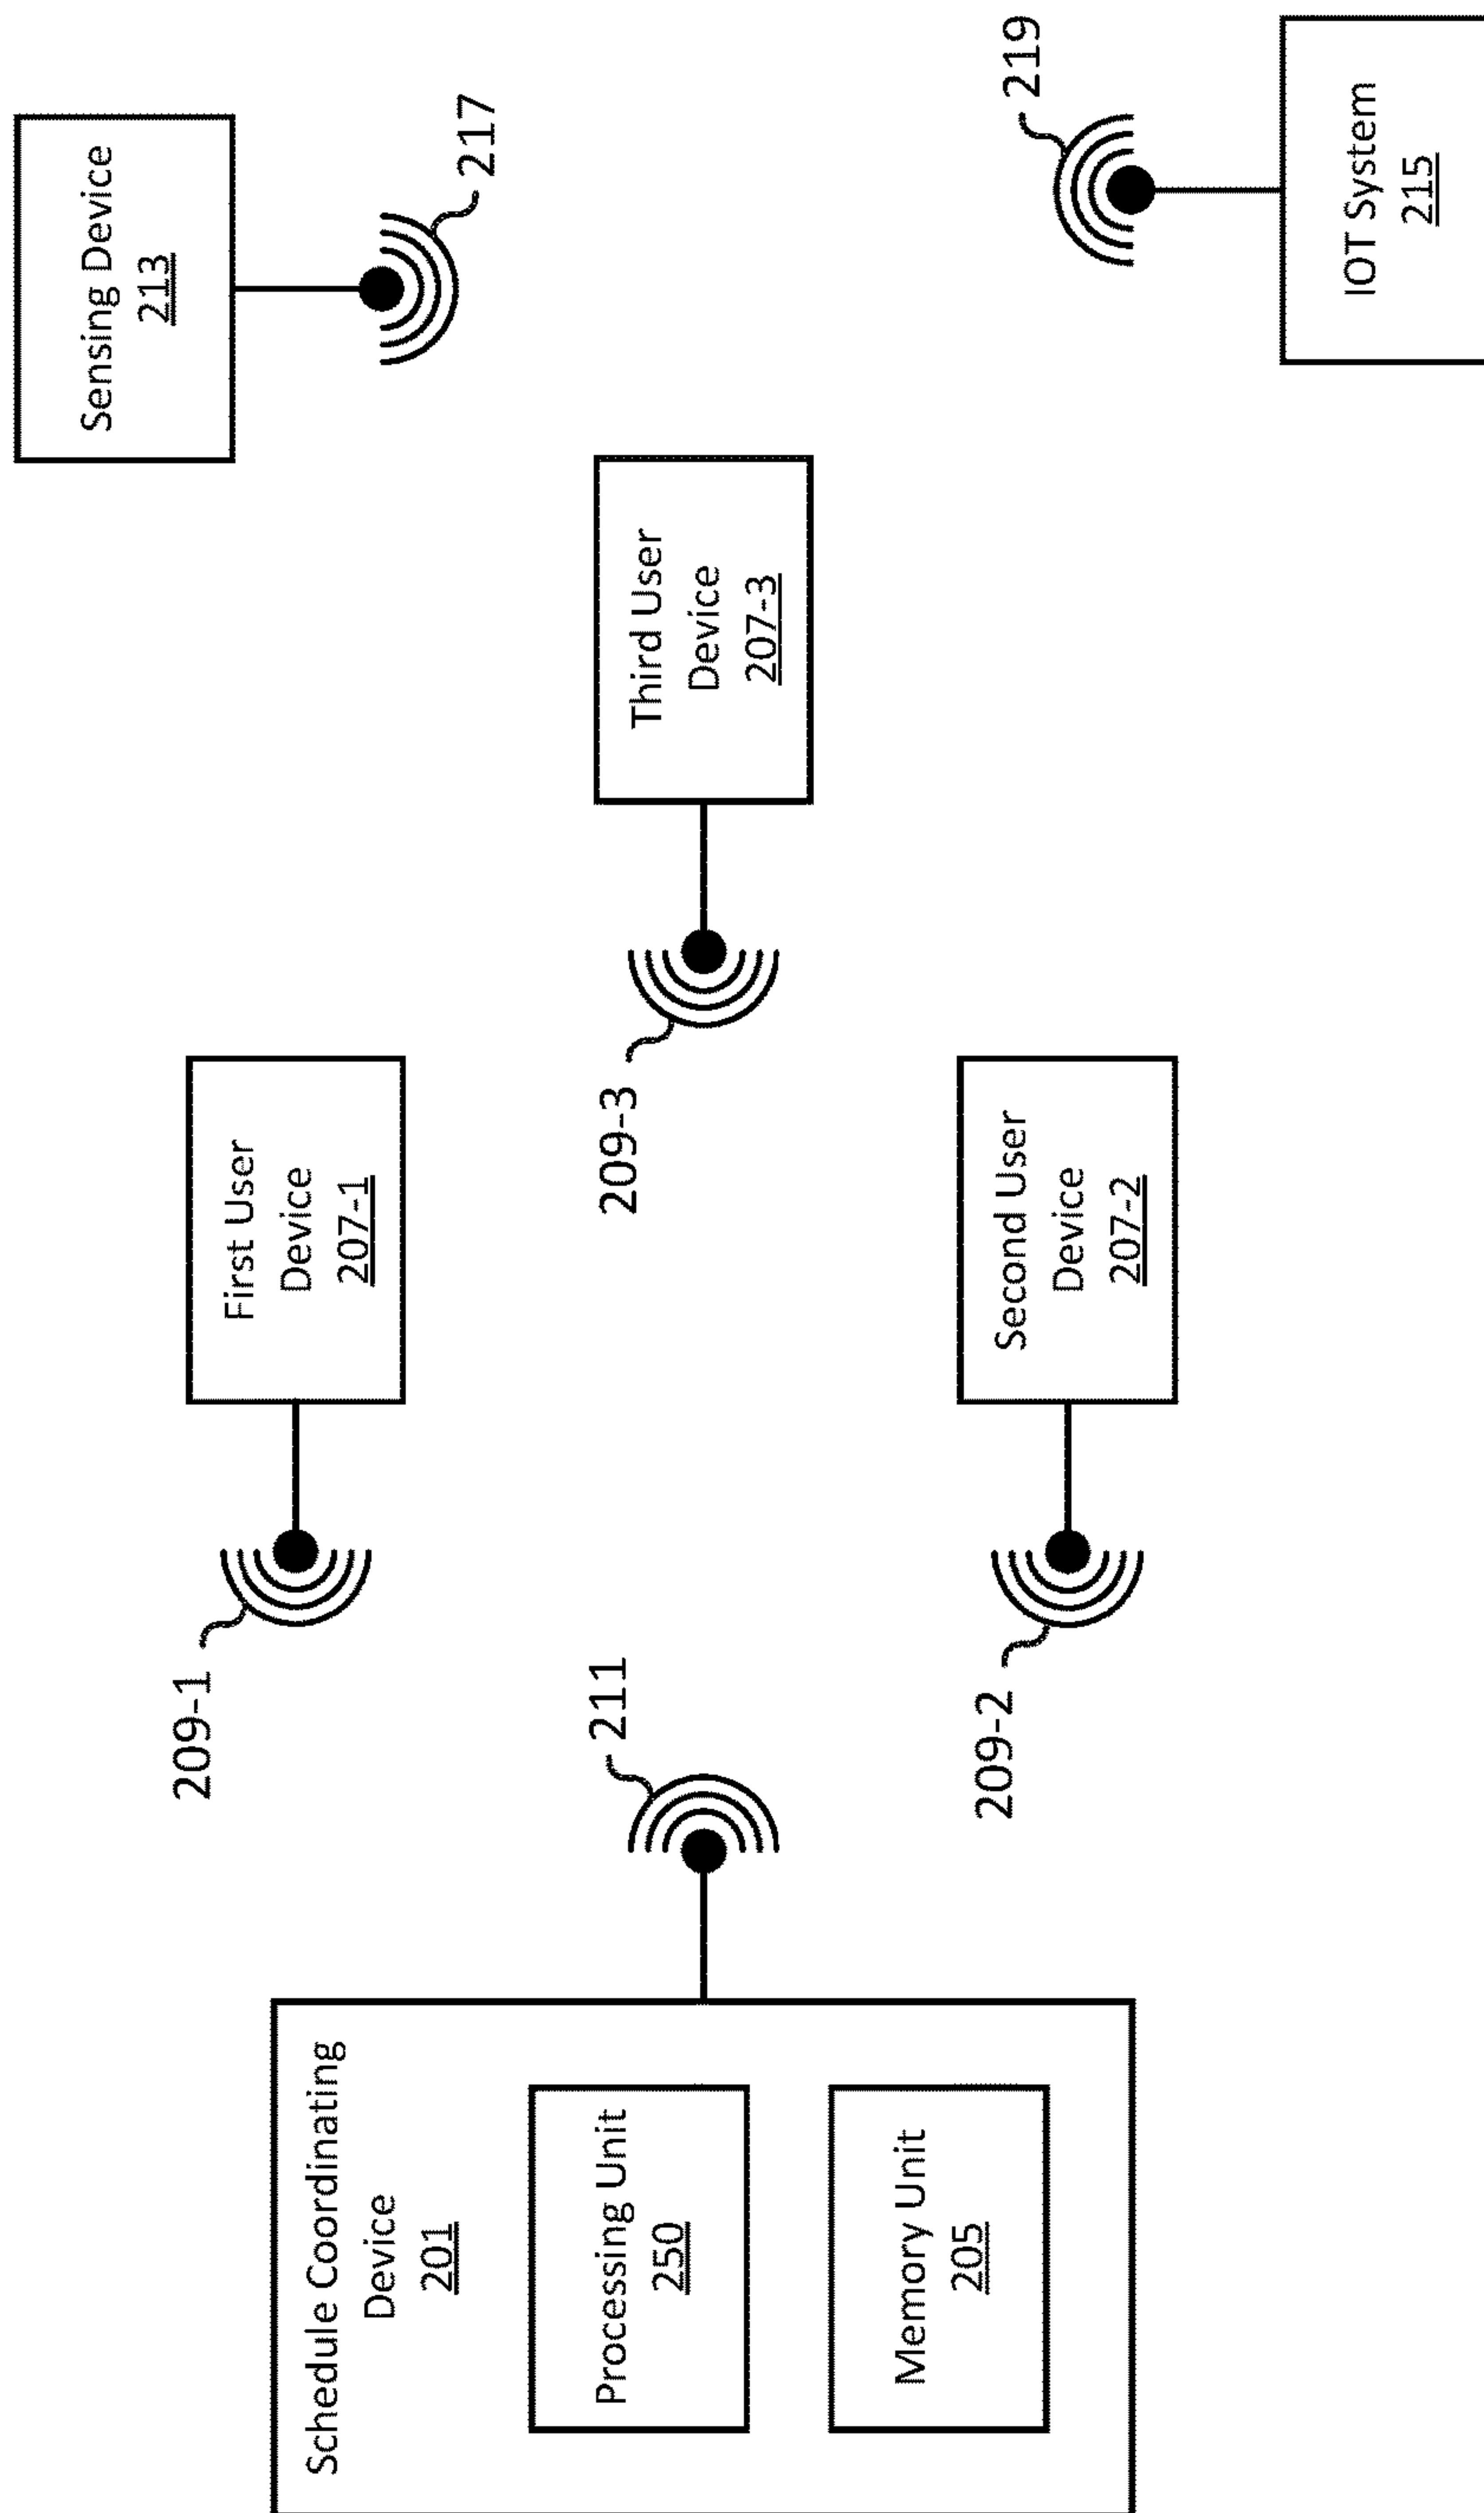 Schedule Coordinating
Device
201
Processing Unit
250
Memory Unit
205
211
209-1
First User
Device
207-1
209-2
Second User
Device
207-2
209-3
Third User
Device
207-3
Sensing Device
213
217
219
IOT System
215